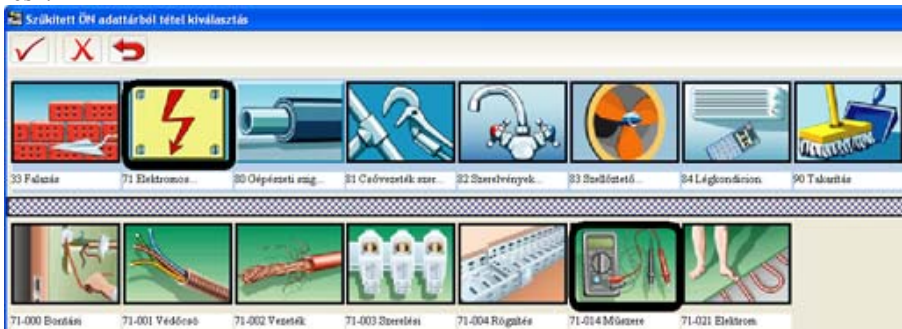 Szűkített ÖN adattárból tétel kiválasztás
33 Falazás
71 Elektromos...
80 Gépészeti szig...
81 Csővezeték szer...
82 Szerelvények...
83 Szellőztető...
84 Légkondicion.
90 Takarítás
71-000 Bontási
71-001 Védőcső
71-002 Vezeték
71-003 Szerelési
71-004 Rögzítés
71-014 Műszere
71-021 Elektrom